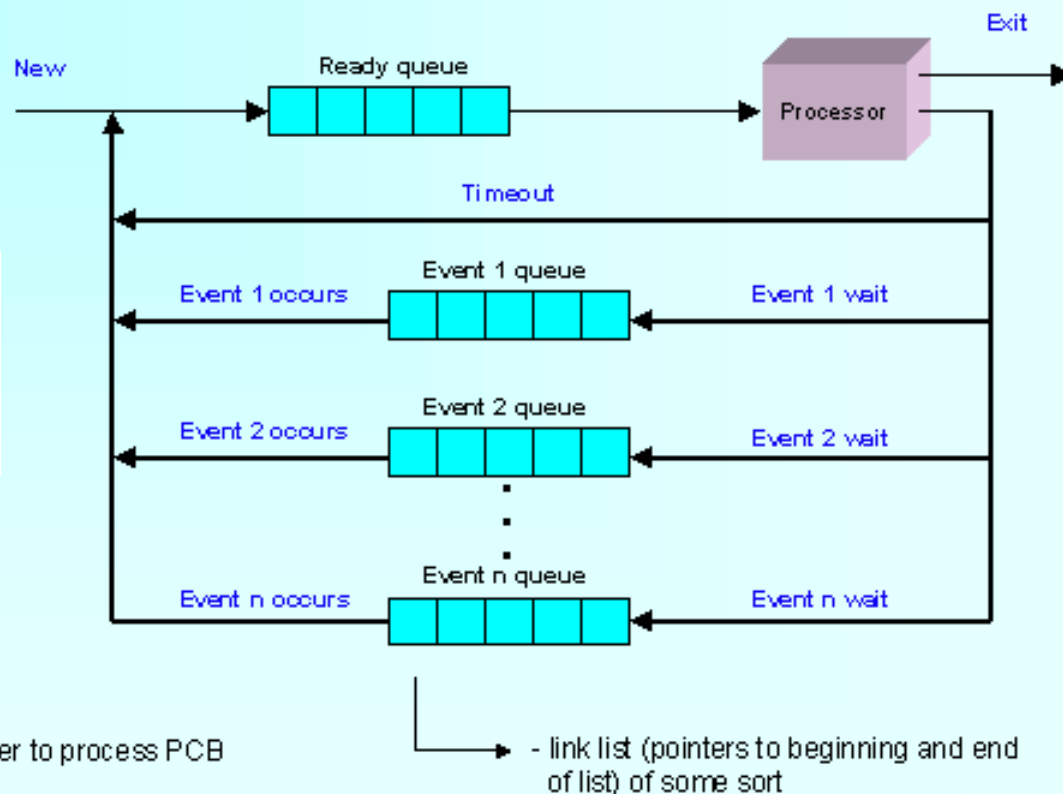 Exit
New
Ready queue
Processor
Timeout
Event 1 queue
Event 1 occurs
Event 1 wait
Event 2 queue
Event 2 occurs
Event 2 wait
Event n queue
Event n occurs
Event n wait
er to process PCB
- link list (pointers to beginning and end
of list) of some sort